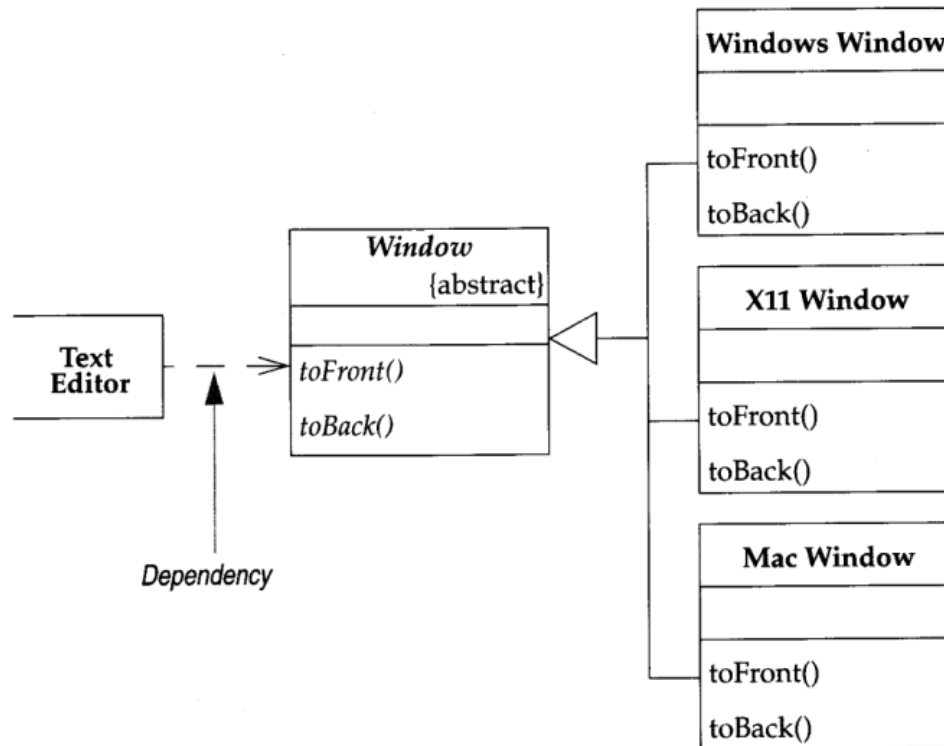 Windows Window
toFront()
toBack()
Window
{abstract}
toFront()
toBack()
Text
Editor
Dependency
X11 Window
toFront()
toBack()
Mac Window
toFront()
toBack()